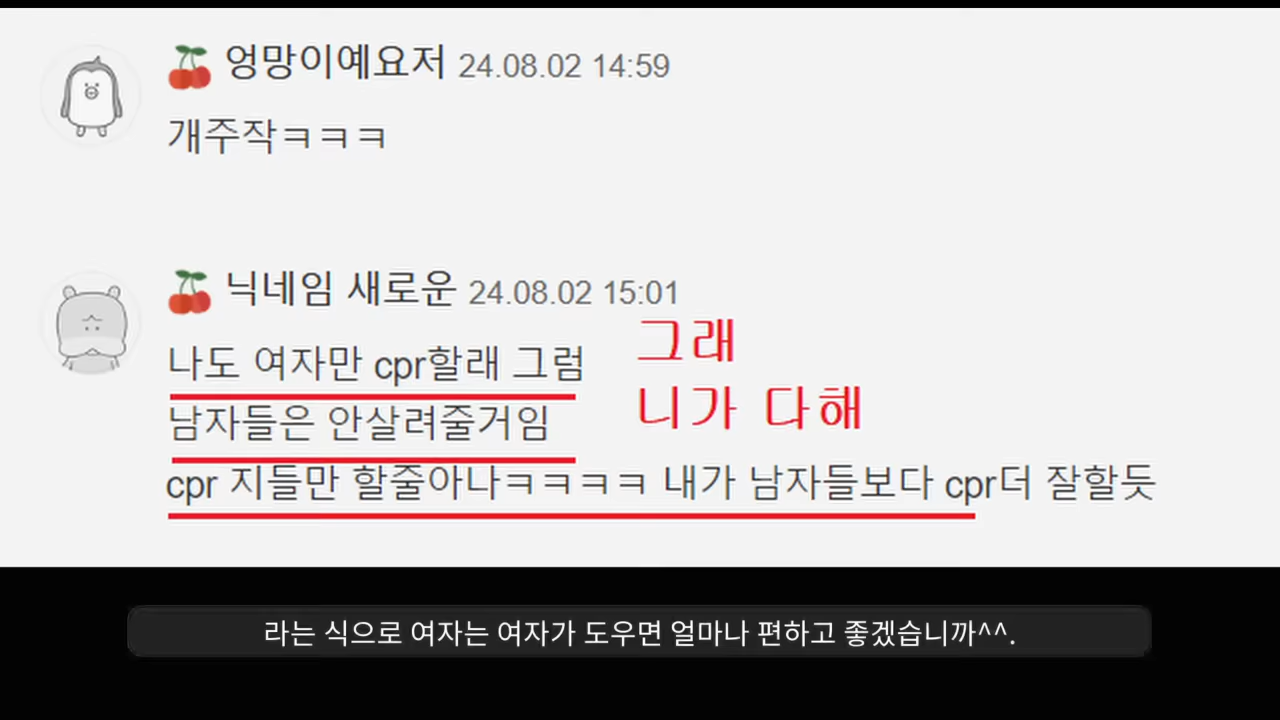 엉망이예요저 24.08.02 14:59
개주작ㅋㅋㅋ
닉네임 새로운 24.08.02 15:01
나도 여자만 cpr할래 그럼
그래
남자들은 안살려줄거임
니가 다해
cpr 지들만 할줄아나ㅋㅋㅋㅋ 내가 남자들보다 cpr더 잘할듯
라는 식으로 여자는 여자가 도우면 얼마나 편하고 좋겠습니까^^.